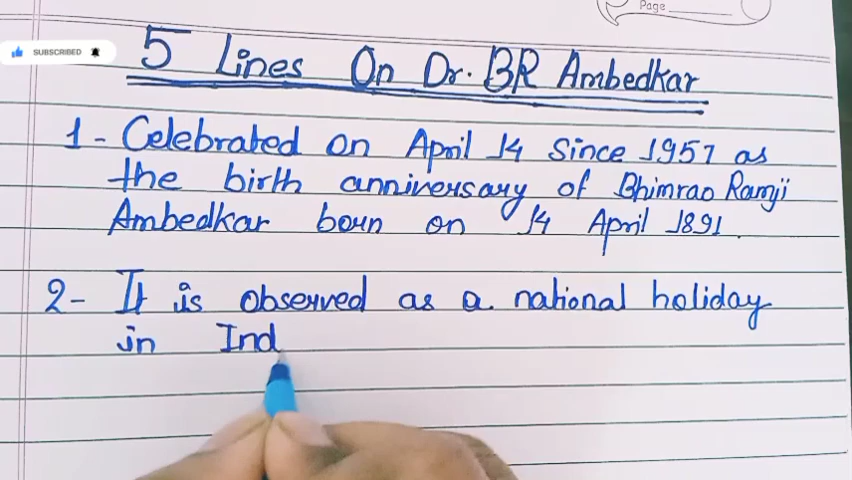 Page
SUBSCRIBED
5 Lines On Dr. BR Ambedkar
1- Celebrated on April 14 since 1957 as
the birth anniversary of Bhimrao Ramji
Ambedkar born on 14 April 1891.
2- It is observed as a national holiday
in Ind